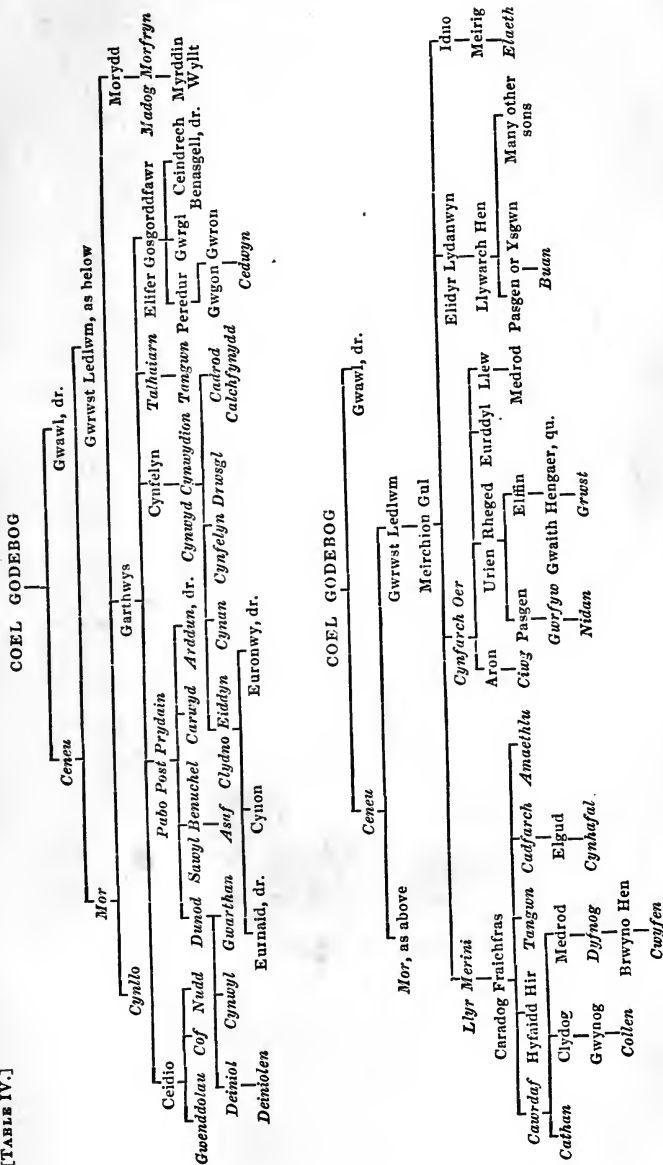 [TABLE IV.]
COEL GODEBOG
Ceneu Gwawl, dr.
Mor Gwrwst Ledlwm, as below
Cynllo Garthwys Morydd
Ceidio Pabo Post Prydain Cynfelyn Talhaiarn Elifer Gosgorddfawr Madog Morfryn
Gwenddolau Cof Nudd Dunod Sawyl Benuchel Carwyd Arddun, dr. Cynwyd Cynwydion Tangwn Peredur Gwrgi Ceindrech Myrddin
Benasgell, dr. Wyllt
Deiniol Cynwyl Gwarthan Asaf Clydno Eiddyn Cynan Cynfelyn Drwsgl Cadrod Gwgon Gwron
Calchfynydd
Deiniolen Eurnaid, dr. Cynon Euronwy, dr. Cedwyn
COEL GODEBOG
Ceneu Gwawl, dr.
Mor, as above Gwrwst Ledlwm
Meirchion Gul
Llyr Merini Cynfarch Oer Elidyr Lydanwyn Idno
Caradog Fraichfras Aron Urien Rheged Eurddyl Llew Llywarch Hen Meirig
Cawrdaf Hyfaidd Hir Tangwn Cadfarch Amaethlu Ciwg Pasgen Elffin Medrod Pasgen or Ysgwn Many other Elaeth
sons
Cathan Clydog Medrod Elgud Gwrfyw Gwaith Hengaer, qu. Buan
Gwynog Dyfnog Cynhafal Nidan Grwst
Collen Brwyno Hen
Cwyfen